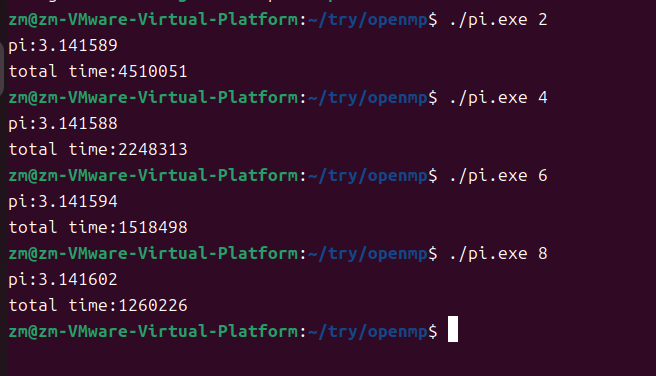 zm@zm-VMware-Virtual-Platform:~/try/openmp$ ./pi.exe 2
pi:3.141589
total time:4510051
zm@zm-VMware-Virtual-Platform:~/try/openmp$ ./pi.exe 4
pi:3.141588
total time:2248313
zm@zm-VMware-Virtual-Platform:~/try/openmp$ ./pi.exe 6
pi:3.141594
total time:1518498
zm@zm-VMware-Virtual-Platform:~/try/openmp$ ./pi.exe 8
pi:3.141602
total time:1260226
zm@zm-VMware-Virtual-Platform:~/try/openmp$